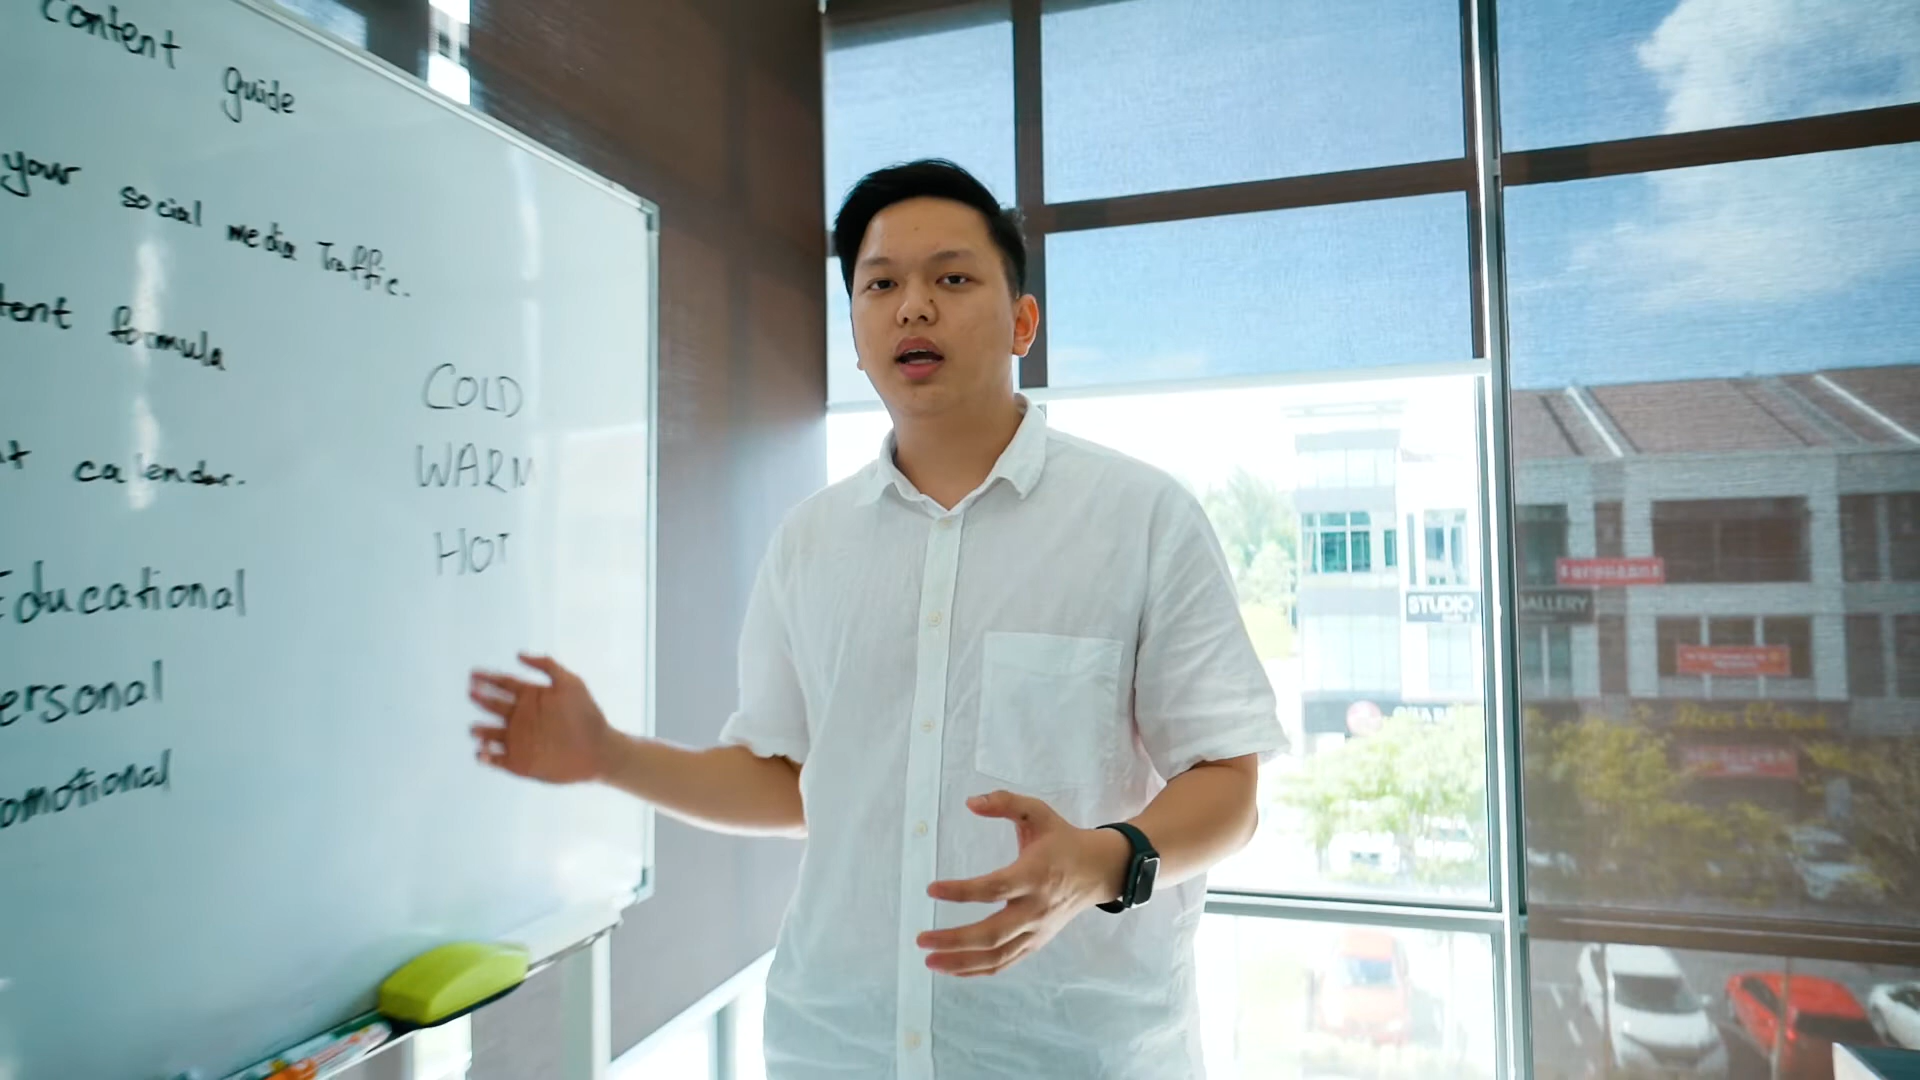 Content guide
your social media Traffic.
tent formula
t calendar.
Educational
ersonal
omotional
COLD
WARM
HOT
STUDIO
GALLERY